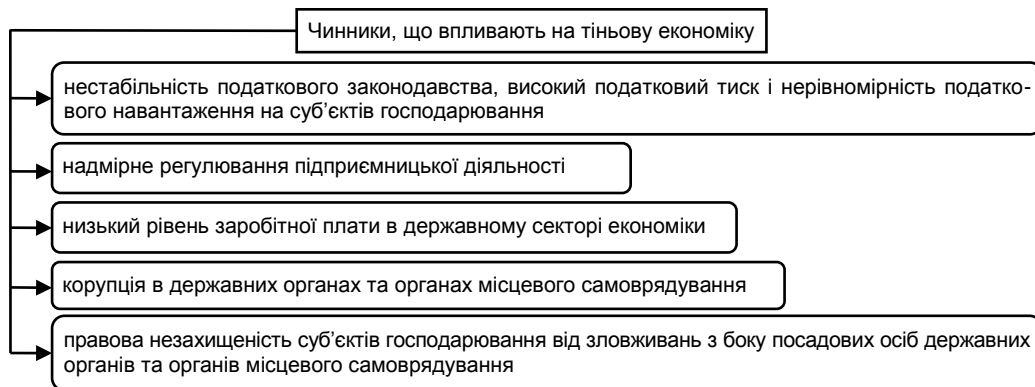 Чинники, що впливають на тіньову економіку
нестабільність податкового законодавства, високий податковий тиск і нерівномірність податко-
вого навантаження на суб’єктів господарювання
надмірне регулювання підприємницької діяльності
низький рівень заробітної плати в державному секторі економіки
корупція в державних органах та органах місцевого самоврядування
правова незахищеність суб’єктів господарювання від зловживань з боку посадових осіб державних
органів та органів місцевого самоврядування